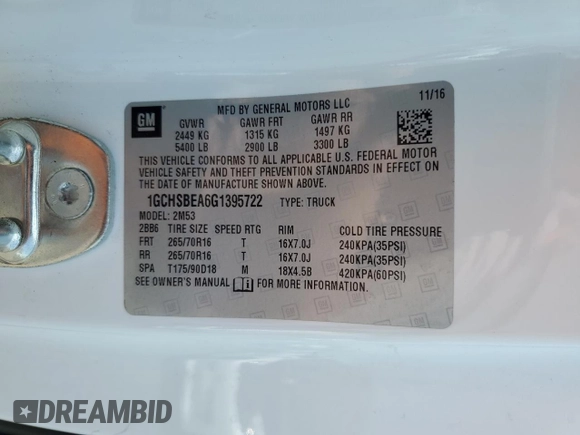 GM
MFD BY GENERAL MOTORS LLC
11/16
GVWR GAWR FRT GAWR RR
2449 KG 1315 KG 1497 KG
5400 LB 2900 LB 3300 LB
THIS VEHICLE CONFORMS TO ALL APPLICABLE U.S. FEDERAL MOTOR
VEHICLE SAFETY AND THEFT PREVENTION STANDARDS IN EFFECT ON
THE DATE OF MANUFACTURE SHOWN ABOVE.
1GCHSBEA6G1395722 TYPE: TRUCK
MODEL: 2M53
2BB6 TIRE SIZE SPEED RTG RIM COLD TIRE PRESSURE
FRT 265/70R16 T 16X7.0J 240KPA(35PSI)
RR 265/70R16 T 16X7.0J 240KPA(35PSI)
SPA T175/90D18 M 18X4.5B 420KPA(60PSI)
SEE OWNER'S MANUAL FOR MORE INFORMATION.
DREAMBID